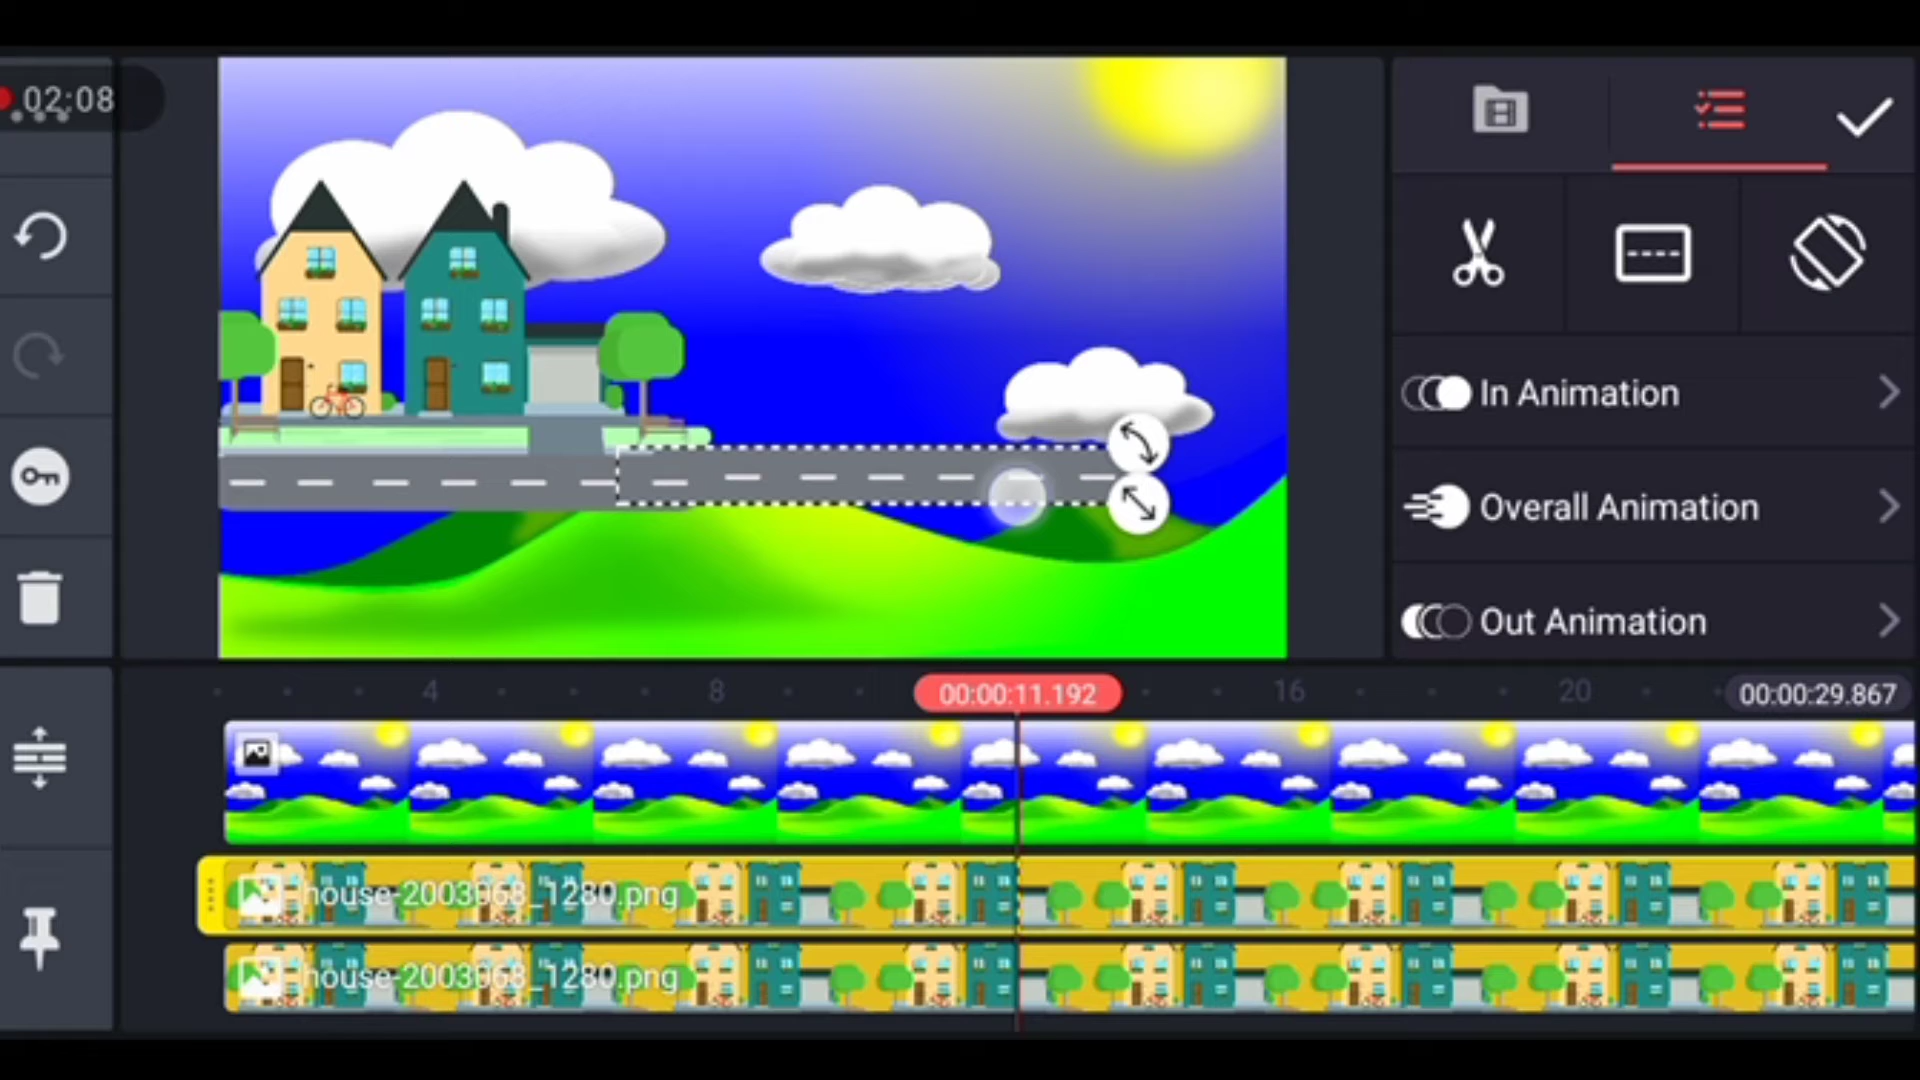 02:08
In Animation
Overall Animation
Out Animation
4
8
00:00:11.192
16
20
00:00:29.867
house-2003068_1280.png
house-2003068_1280.png